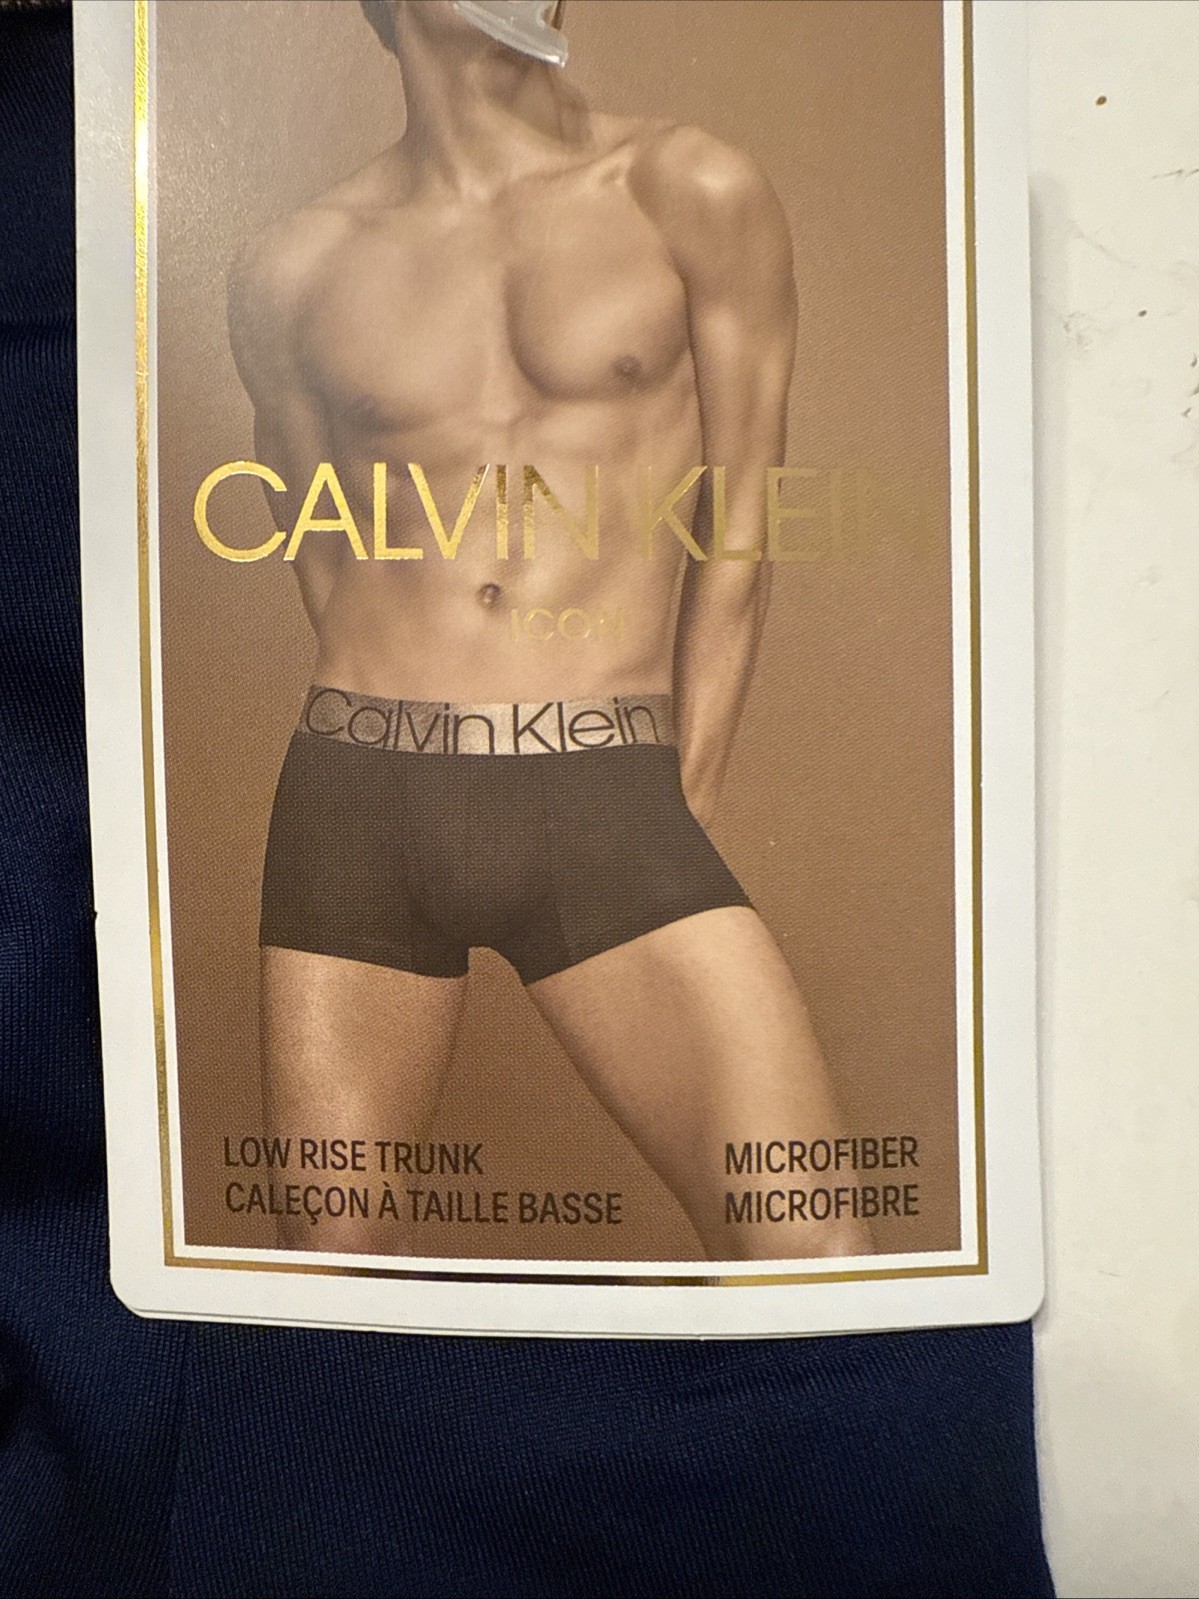 CALVIN KLEIN
ICON
Calvin Klein
LOW RISE TRUNK
CALEÇON À TAILLE BASSE
MICROFIBER
MICROFIBRE